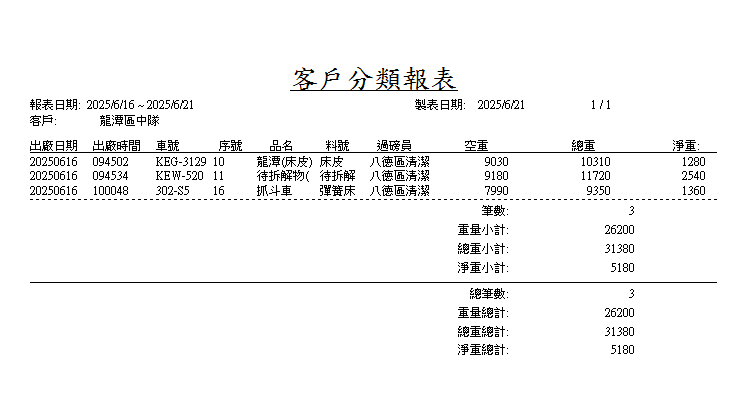 客戶分類報表
報表日期: 2025/6/16 ~ 2025/6/21 製表日期: 2025/6/21 1 / 1
客戶: 龍潭區中隊
出廠日期 出廠時間 車號 序號 品名 料號 過磅員 空重 總重 淨重:
20250616 094502 KEG-3129 10 龍潭(床皮) 床皮 八德區清潔 9030 10310 1280
20250616 094534 KEW-520 11 待拆解物( 待拆解 八德區清潔 9180 11720 2540
20250616 100048 302-S5 16 抓斗車 彈簧床 八德區清潔 7990 9350 1360
筆數: 3
重量小計: 26200
總重小計: 31380
淨重小計: 5180
總筆數: 3
重量總計: 26200
總重總計: 31380
淨重總計: 5180